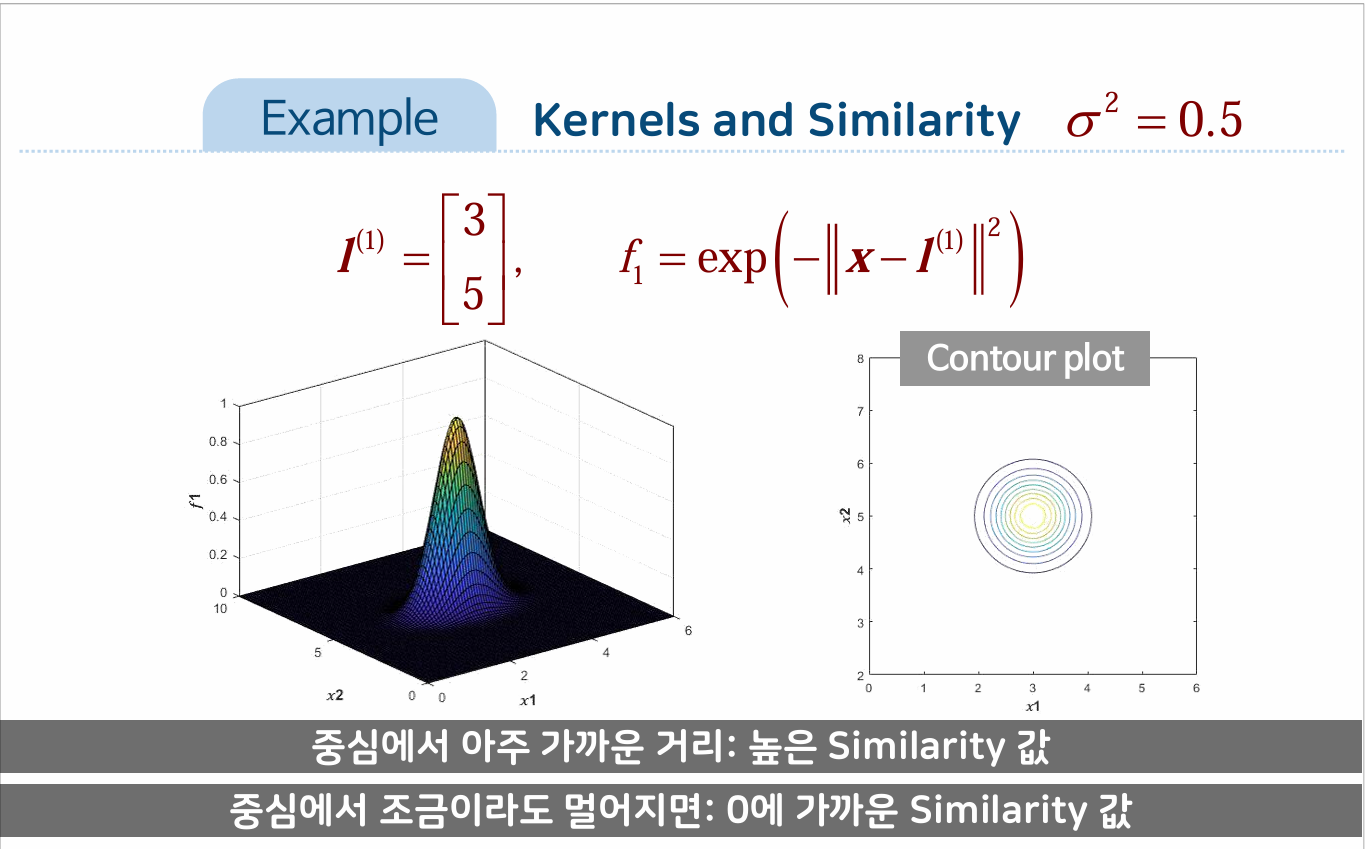 Example Kernels and Similarity σ² = 0.5
l⁽¹⁾ = [3 5], f₁ = exp(−‖x − l⁽¹⁾‖²)
Contour plot
1
0.8
0.6
0.4
0.2
0
f1
10
5
0
x2
0
2
4
6
x1
8
7
6
5
4
3
2
x2
0 1 2 3 4 5 6
x1
중심에서 아주 가까운 거리: 높은 Similarity 값
중심에서 조금이라도 멀어지면: 0에 가까운 Similarity 값